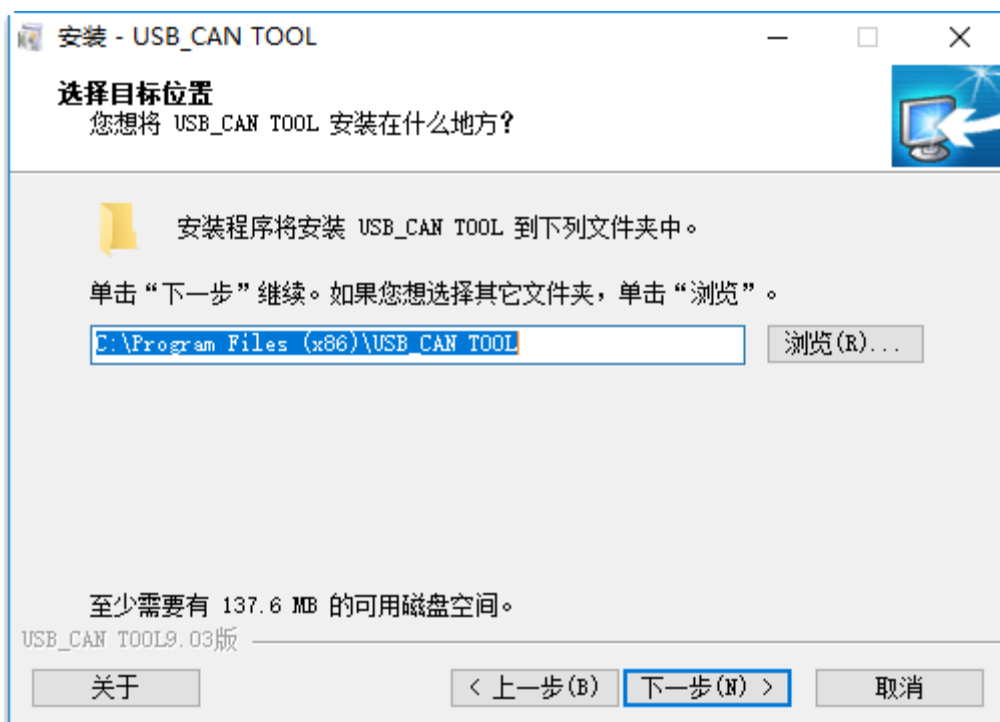 安装 - USB_CAN TOOL
选择目标位置
您想将 USB_CAN TOOL 安装在什么地方?
安装程序将安装 USB_CAN TOOL 到下列文件夹中。
单击“下一步”继续。如果您想选择其它文件夹，单击“浏览”。
C:\Program Files (x86)\USB_CAN TOOL
浏览(R)...
至少需要有 137.6 MB 的可用磁盘空间。
USB_CAN TOOL9.03版
关于
< 上一步(B)
下一步(N) >
取消